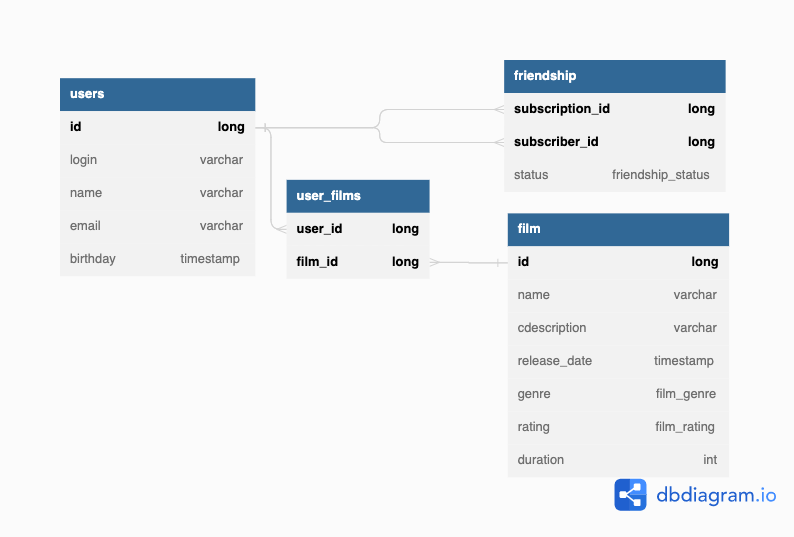 users
id long
login varchar
name varchar
email varchar
birthday timestamp
user_films
user_id long
film_id long
friendship
subscription_id long
subscriber_id long
status friendship_status
film
id long
name varchar
cdescription varchar
release_date timestamp
genre film_genre
rating film_rating
duration int
dbdiagram.io